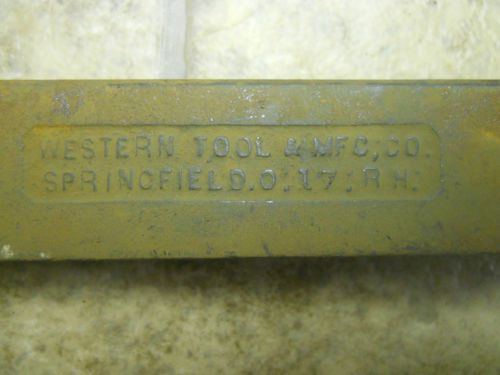 WESTERN TOOL & MFG, CO.
SPRINGFIELD.O. 17. R.H.